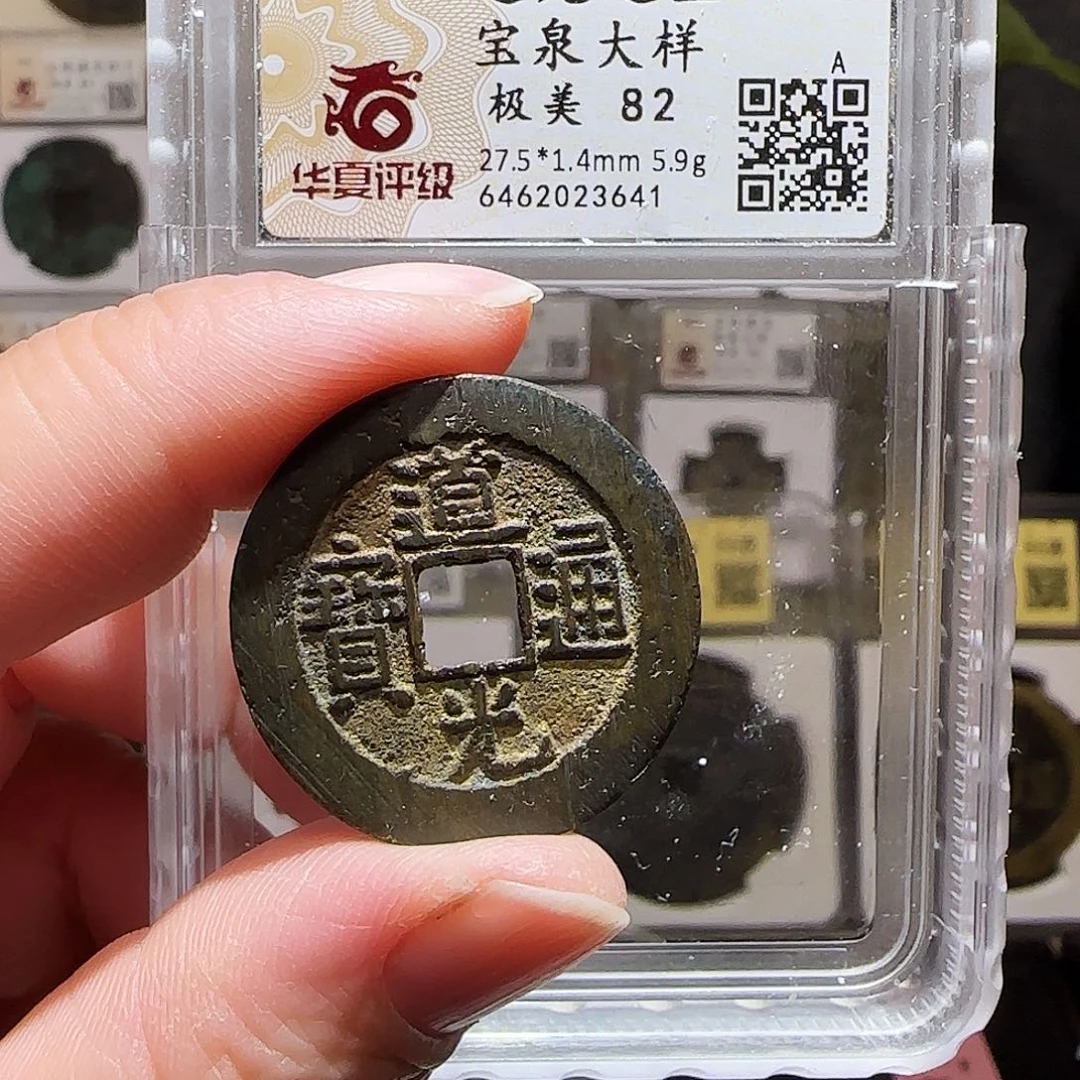 宝泉大样
极美 82
A
华夏评级
27.5*1.4mm 5.9g
6462023641
道
通
寶
光